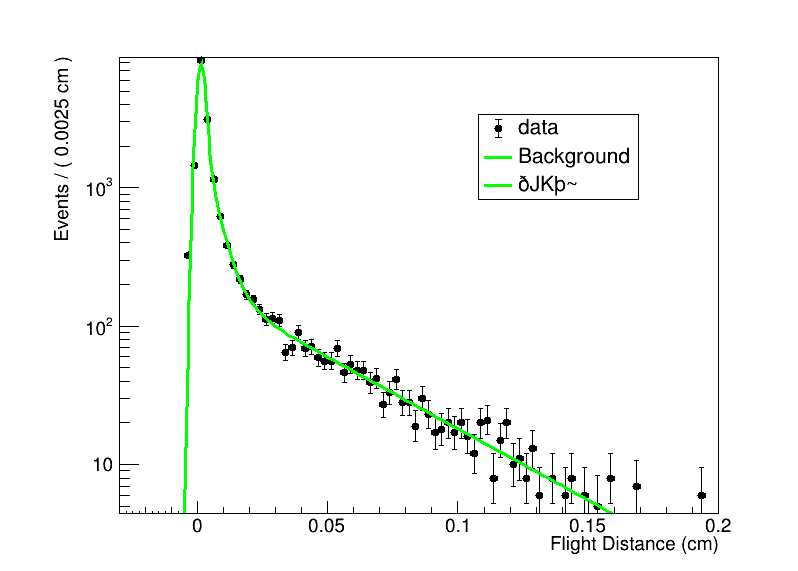 Events / ( 0.0025 cm )
10³
10²
10
data
Background
ðJKþ~
0
0.05
0.1
0.15
0.2
Flight Distance (cm)